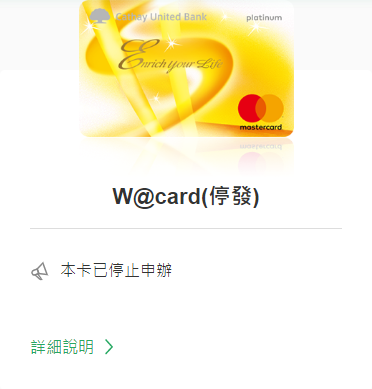 Cathay United Bank
platinum
Enrich your Life
mastercard
W@card(停發)
本卡已停止申辦
詳細說明